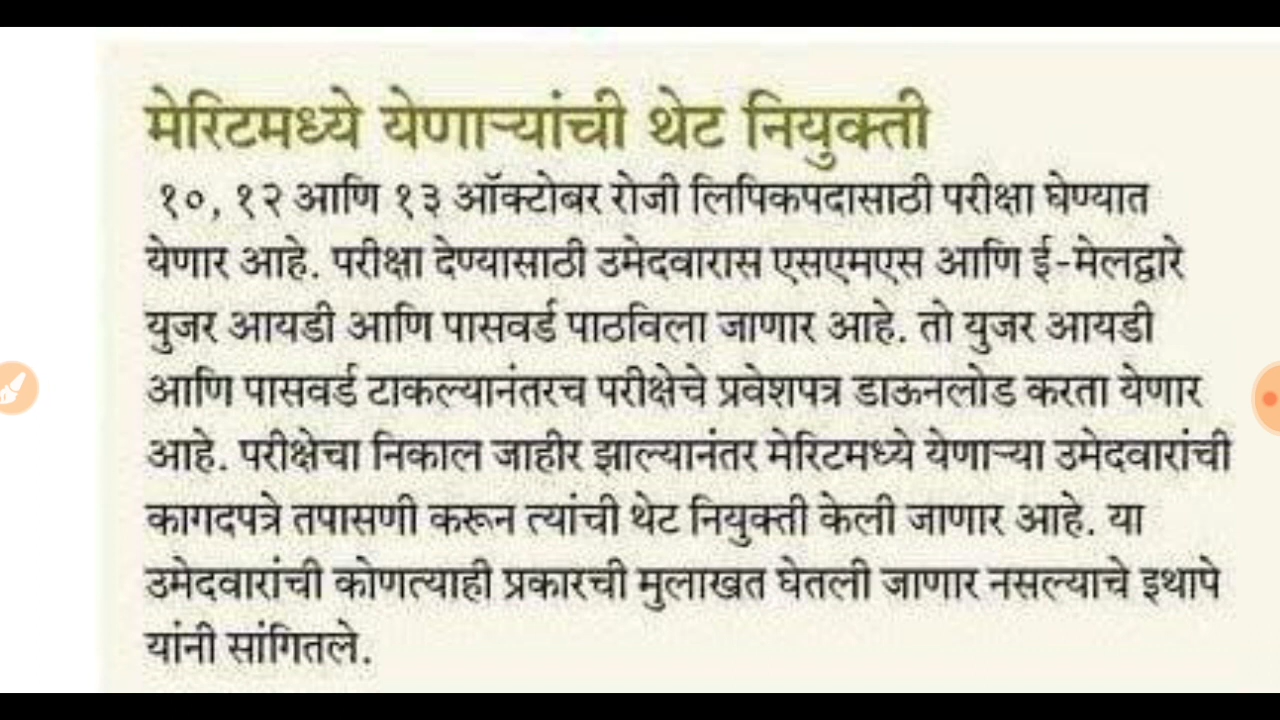 मेरिटमध्ये येणाऱ्यांची थेट नियुक्ती
१०, १२ आणि १३ ऑक्टोबर रोजी लिपिकपदासाठी परीक्षा घेण्यात
येणार आहे. परीक्षा देण्यासाठी उमेदवारास एसएमएस आणि ई-मेलद्वारे
युजर आयडी आणि पासवर्ड पाठविला जाणार आहे. तो युजर आयडी
आणि पासवर्ड टाकल्यानंतरच परीक्षेचे प्रवेशपत्र डाऊनलोड करता येणार
आहे. परीक्षेचा निकाल जाहीर झाल्यानंतर मेरिटमध्ये येणाऱ्या उमेदवारांची
कागदपत्रे तपासणी करून त्यांची थेट नियुक्ती केली जाणार आहे. या
उमेदवारांची कोणत्याही प्रकारची मुलाखत घेतली जाणार नसल्याचे इथापे
यांनी सांगितले.